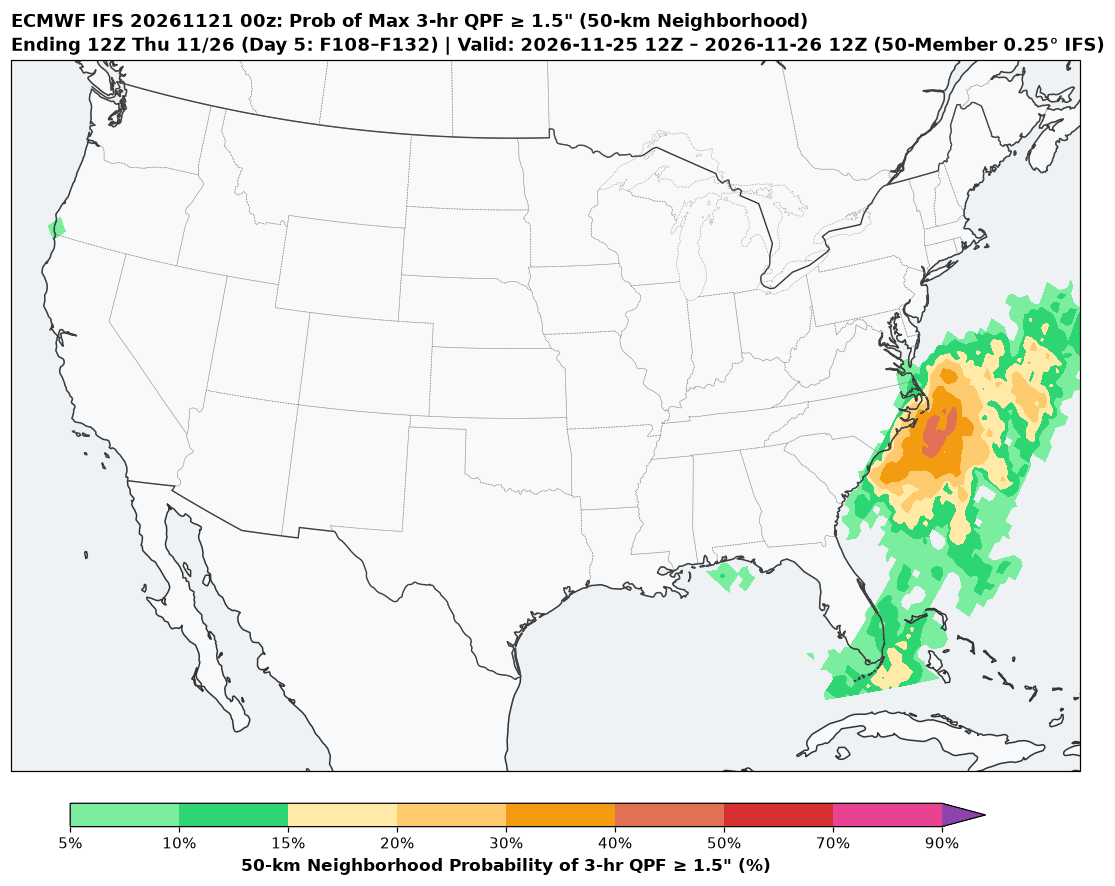 ECMWF IFS 20261121 00z: Prob of Max 3-hr QPF ≥ 1.5" (50-km Neighborhood)
Ending 12Z Thu 11/26 (Day 5: F108–F132) | Valid: 2026-11-25 12Z – 2026-11-26 12Z (50-Member 0.25° IFS)
5% 10% 15% 20% 30% 40% 50% 70% 90%
50-km Neighborhood Probability of 3-hr QPF ≥ 1.5" (%)